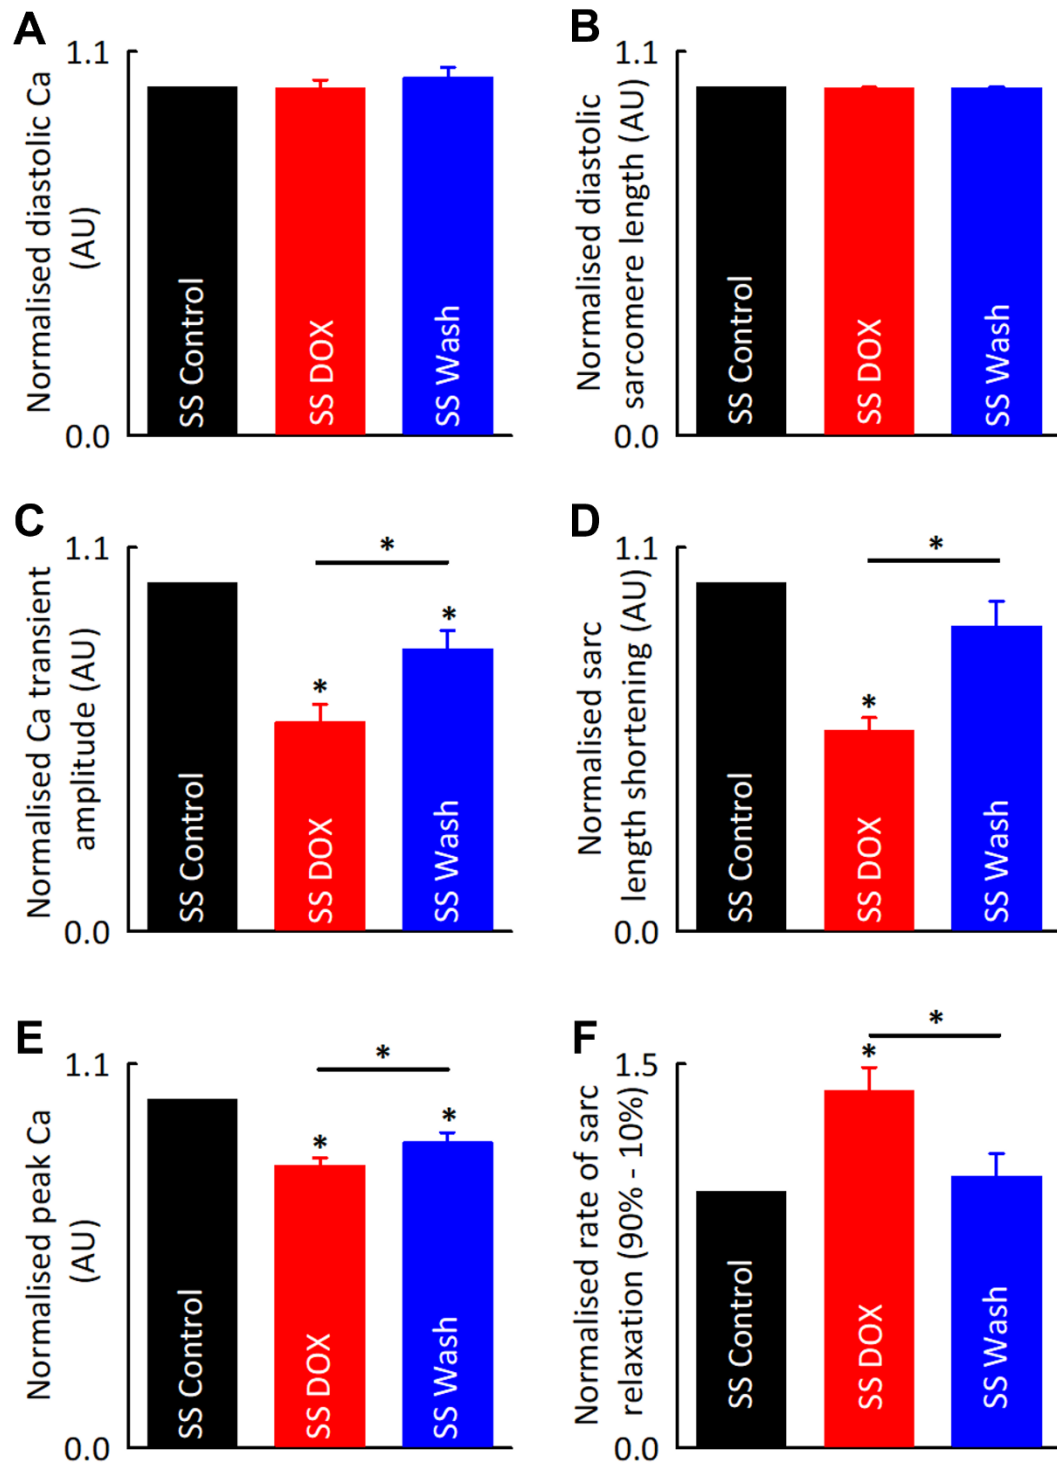 A
1.1
Normalised diastolic Ca
(AU)
0.0
SS Control
SS DOX
SS Wash
B
1.1
Normalised diastolic
sarcomere length (AU)
0.0
SS Control
SS DOX
SS Wash
C
1.1
Normalised Ca transient
amplitude (AU)
0.0
SS Control
*
SS DOX
*
SS Wash
*
D
1.1
Normalised sarc
length shortening (AU)
0.0
SS Control
*
SS DOX
SS Wash
*
E
1.1
Normalised peak Ca
(AU)
0.0
SS Control
*
SS DOX
*
SS Wash
*
F
1.5
Normalised rate of sarc
relaxation (90% - 10%)
0.0
SS Control
*
SS DOX
SS Wash
*